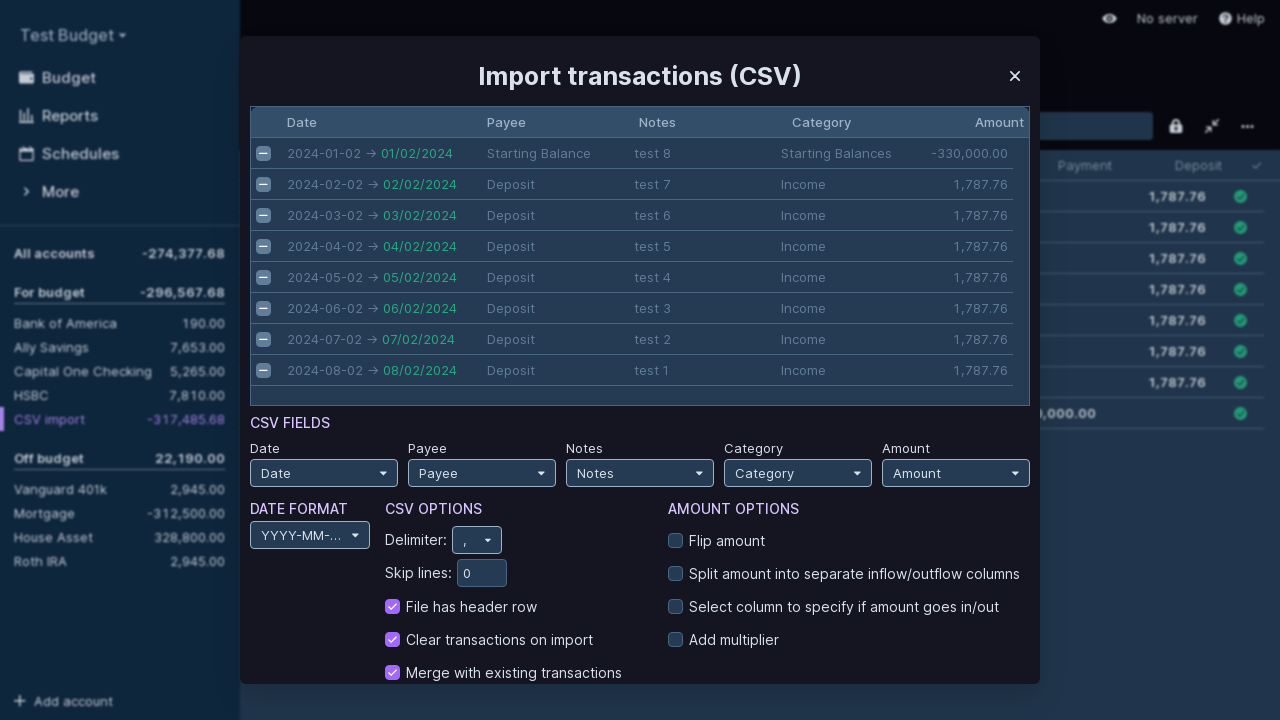 Test Budget
No server
Help
Budget
Reports
Schedules
More
All accounts -274,377.68
For budget -296,567.68
Bank of America 190.00
Ally Savings 7,653.00
Capital One Checking 5,265.00
HSBC 7,810.00
CSV import -317,485.68
Off budget 22,190.00
Vanguard 401k 2,945.00
Mortgage -312,500.00
House Asset 328,800.00
Roth IRA 2,945.00
+ Add account
Import transactions (CSV)
Date Payee Notes Category Amount
2024-01-02 → 01/02/2024 Starting Balance test 8 Starting Balances -330,000.00
2024-02-02 → 02/02/2024 Deposit test 7 Income 1,787.76
2024-03-02 → 03/02/2024 Deposit test 6 Income 1,787.76
2024-04-02 → 04/02/2024 Deposit test 5 Income 1,787.76
2024-05-02 → 05/02/2024 Deposit test 4 Income 1,787.76
2024-06-02 → 06/02/2024 Deposit test 3 Income 1,787.76
2024-07-02 → 07/02/2024 Deposit test 2 Income 1,787.76
2024-08-02 → 08/02/2024 Deposit test 1 Income 1,787.76
CSV FIELDS
Date Payee Notes Category Amount
Date Payee Notes Category Amount
DATE FORMAT
YYYY-MM-...
CSV OPTIONS
Delimiter: ,
Skip lines: 0
File has header row
Clear transactions on import
Merge with existing transactions
AMOUNT OPTIONS
Flip amount
Split amount into separate inflow/outflow columns
Select column to specify if amount goes in/out
Add multiplier
Payment Deposit
1,787.76
1,787.76
1,787.76
1,787.76
1,787.76
1,787.76
1,787.76